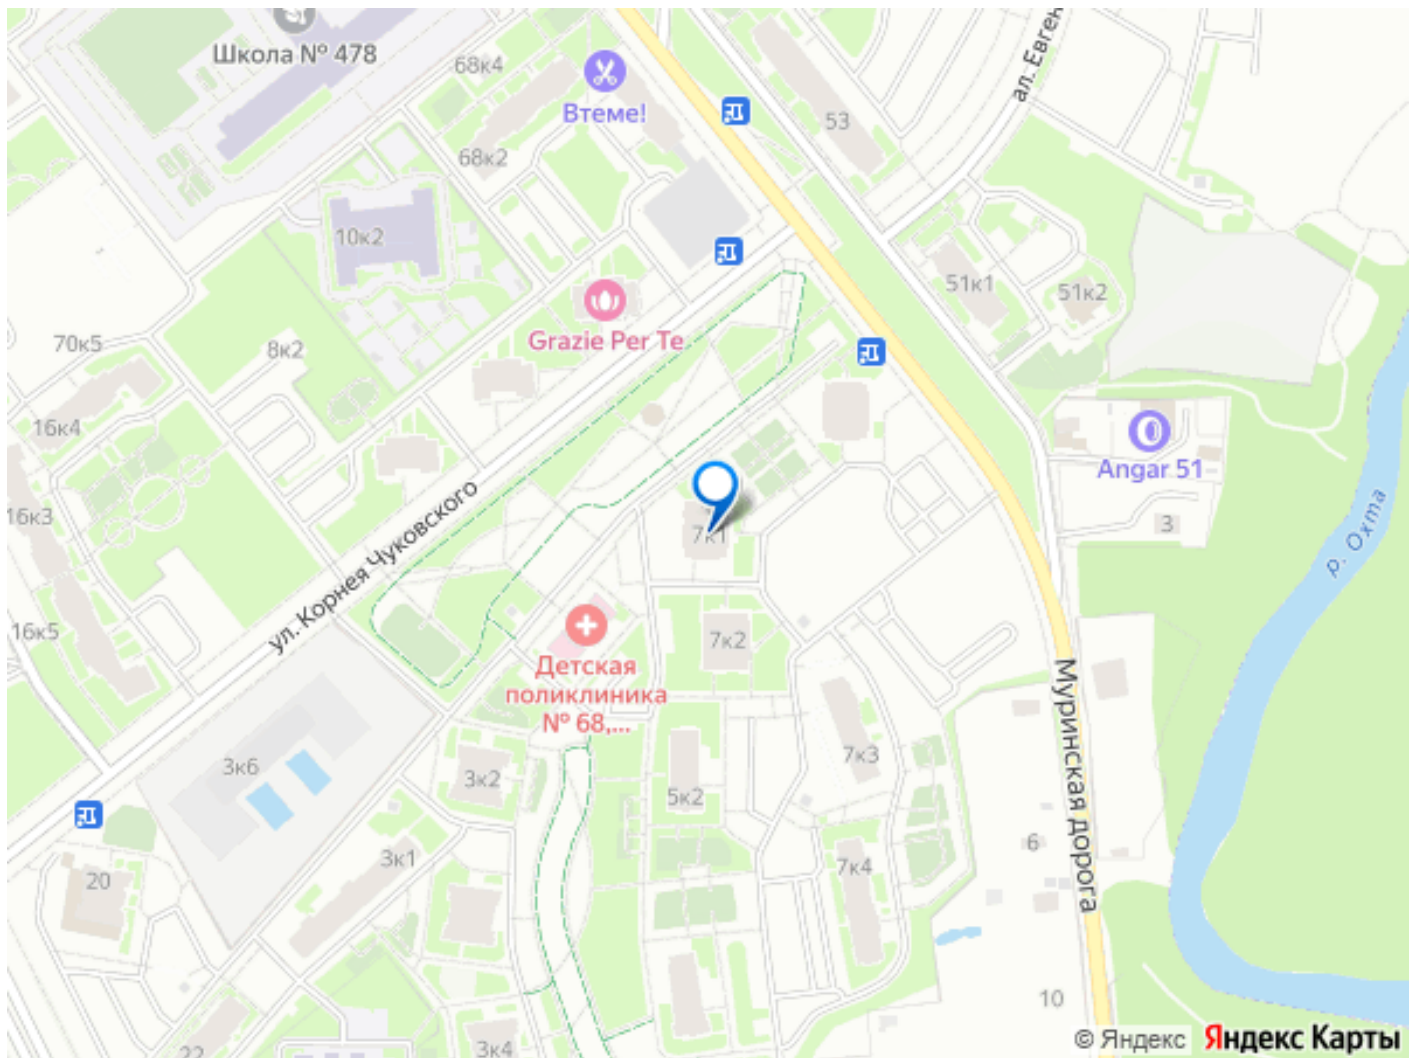 Школа № 478
68к4
Втеме!
53
ал. Евген
68к2
10к2
51к1
51к2
Grazie Per Te
70к5
8к2
16к4
Angar 51
ул. Корнея Чуковского
16к3
7к1
3
р. Охта
16к5
7к2
Детская
поликлиника
№ 68,...
Муринская дорога
7к3
3к6
3к2
5к2
6
3к1
7к4
20
10
22
3к4
© Яндекс Яндекс Карты